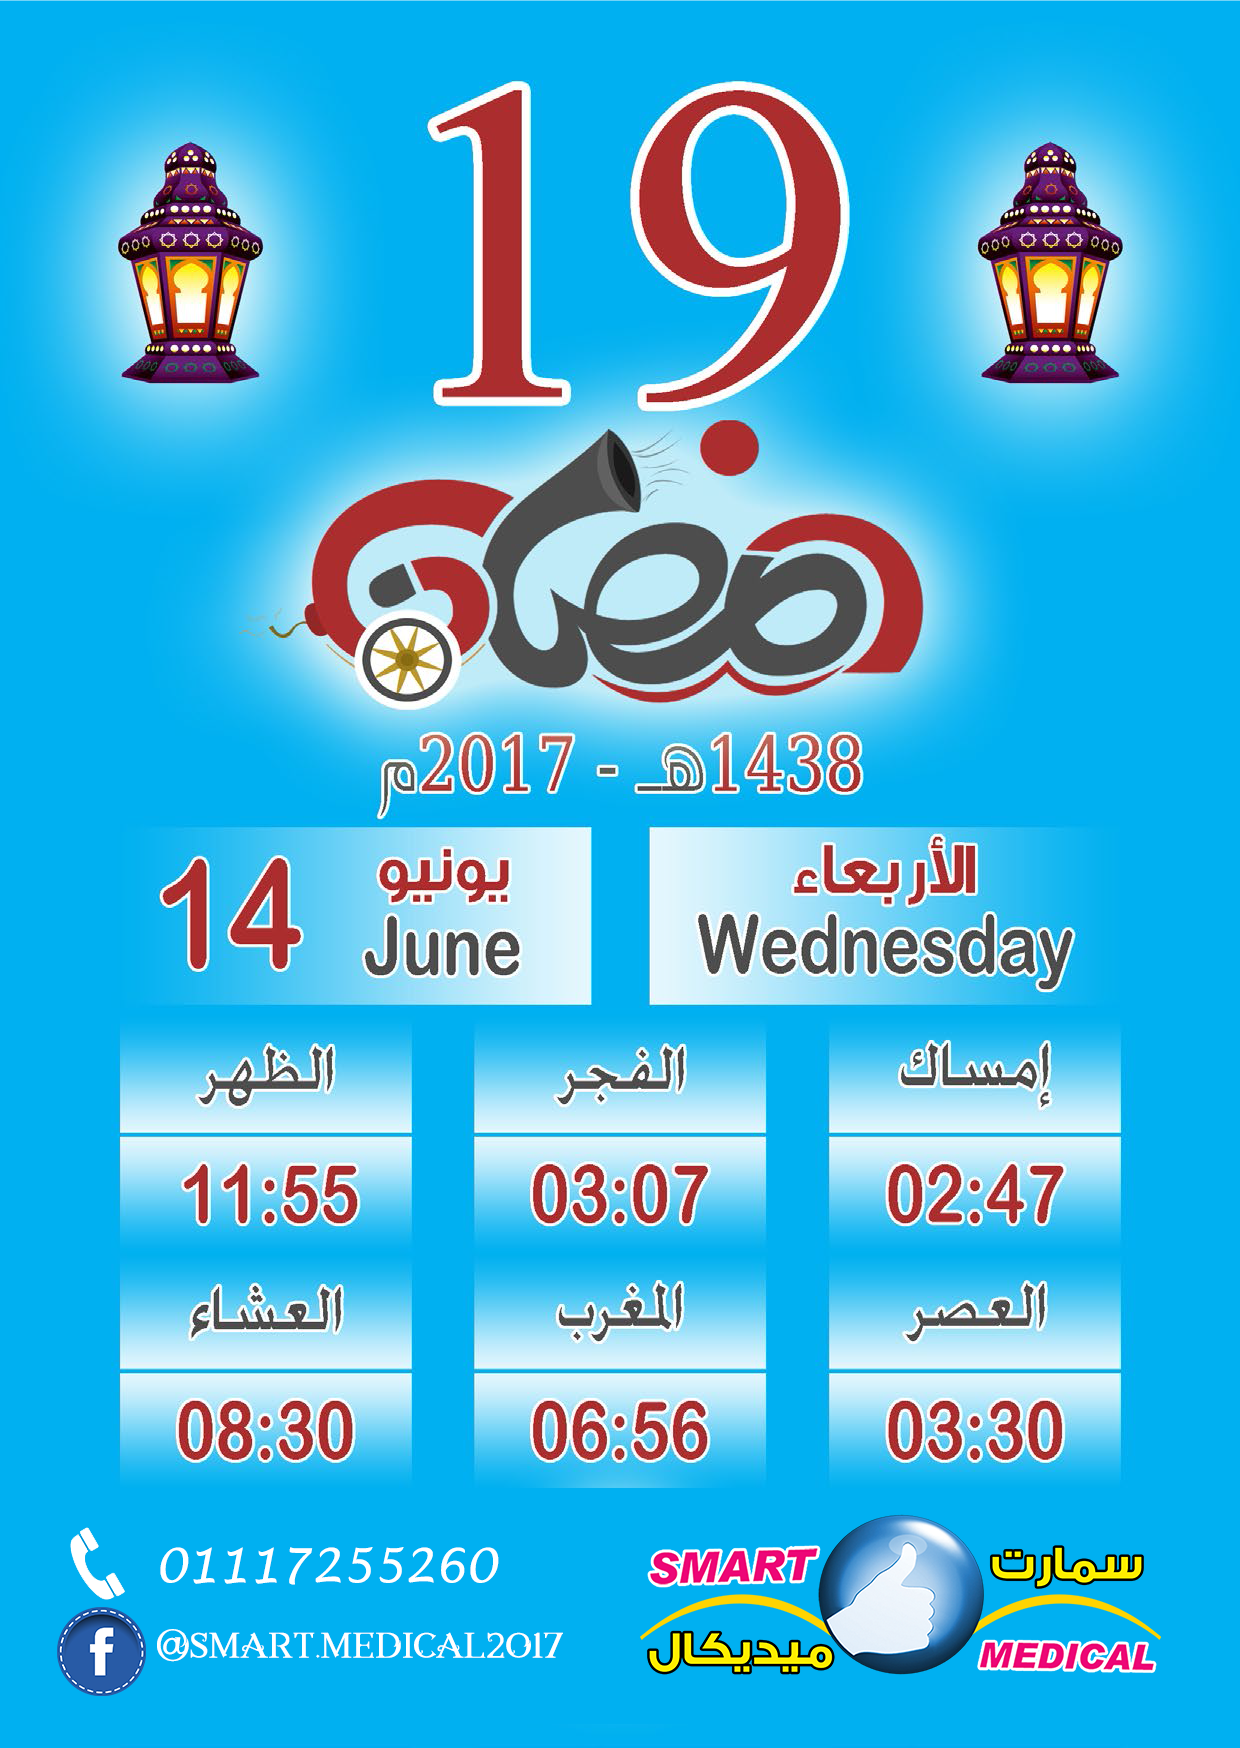 19
رمضان
1438هـ - 2017م
الأربعاء
Wednesday
يونيو
June
14
إمساك
الفجر
الظهر
02:47
03:07
11:55
العصر
المغرب
العشاء
03:30
06:56
08:30
01117255260
@SMART.MEDICAL2017
SMART
سمارت
ميديكال
MEDICAL